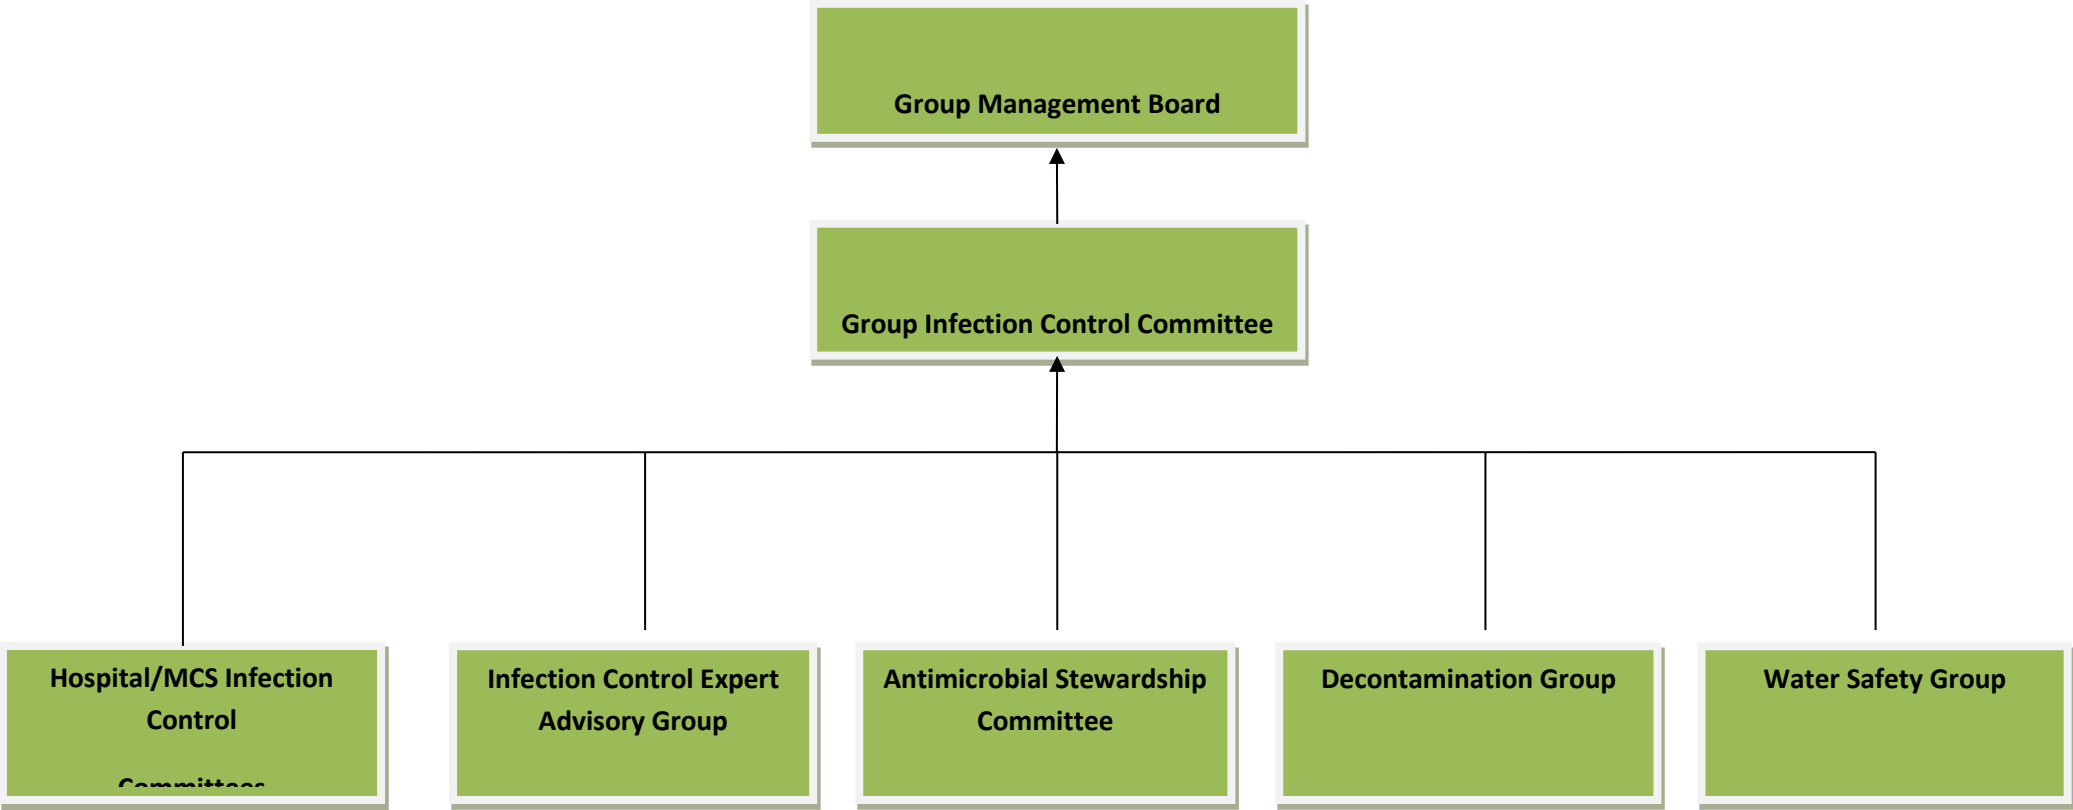 Group Management Board
Group Infection Control Committee
Hospital/MCS Infection
Control
Committees
Infection Control Expert
Advisory Group
Antimicrobial Stewardship
Committee
Decontamination Group
Water Safety Group